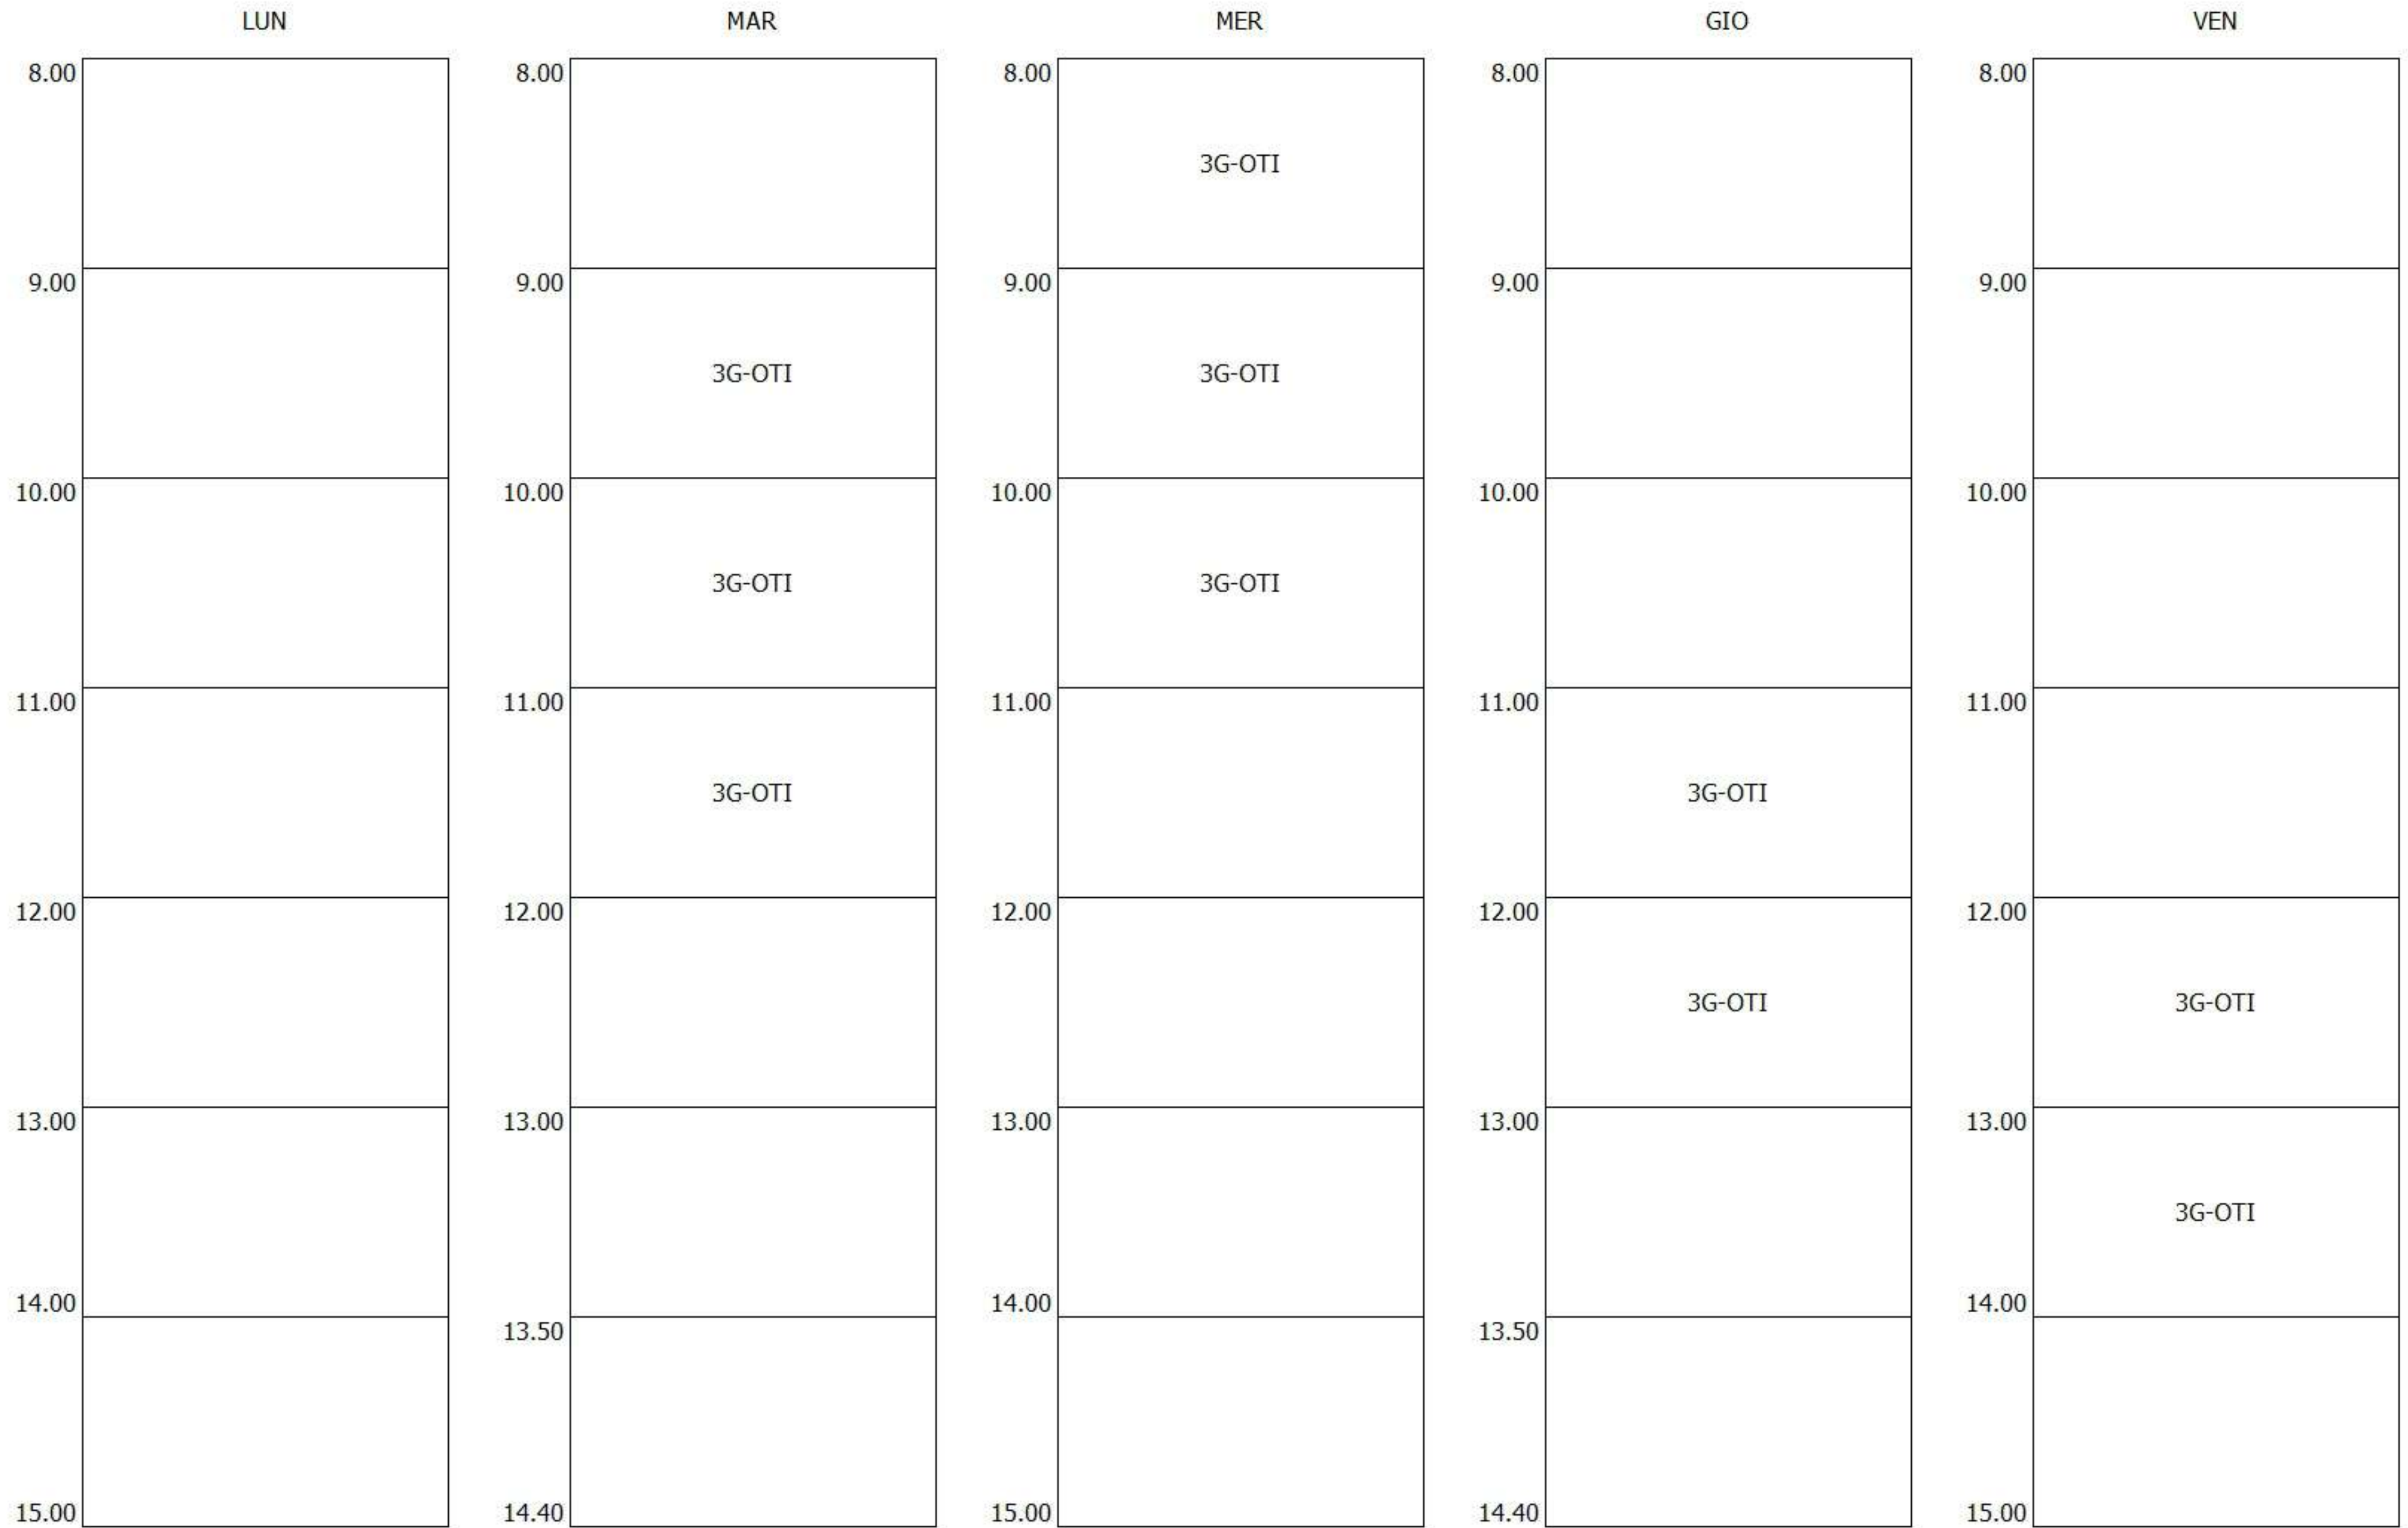 LUN MAR MER GIO VEN
8.00 8.00 8.00 8.00 8.00
3G-OTI
9.00 9.00 9.00 9.00 9.00
3G-OTI 3G-OTI
10.00 10.00 10.00 10.00 10.00
3G-OTI 3G-OTI
11.00 11.00 11.00 11.00 11.00
3G-OTI 3G-OTI
12.00 12.00 12.00 12.00 12.00
3G-OTI 3G-OTI
13.00 13.00 13.00 13.00 13.00
3G-OTI
14.00 14.00 14.00
13.50 13.50
15.00 14.40 15.00 14.40 15.00